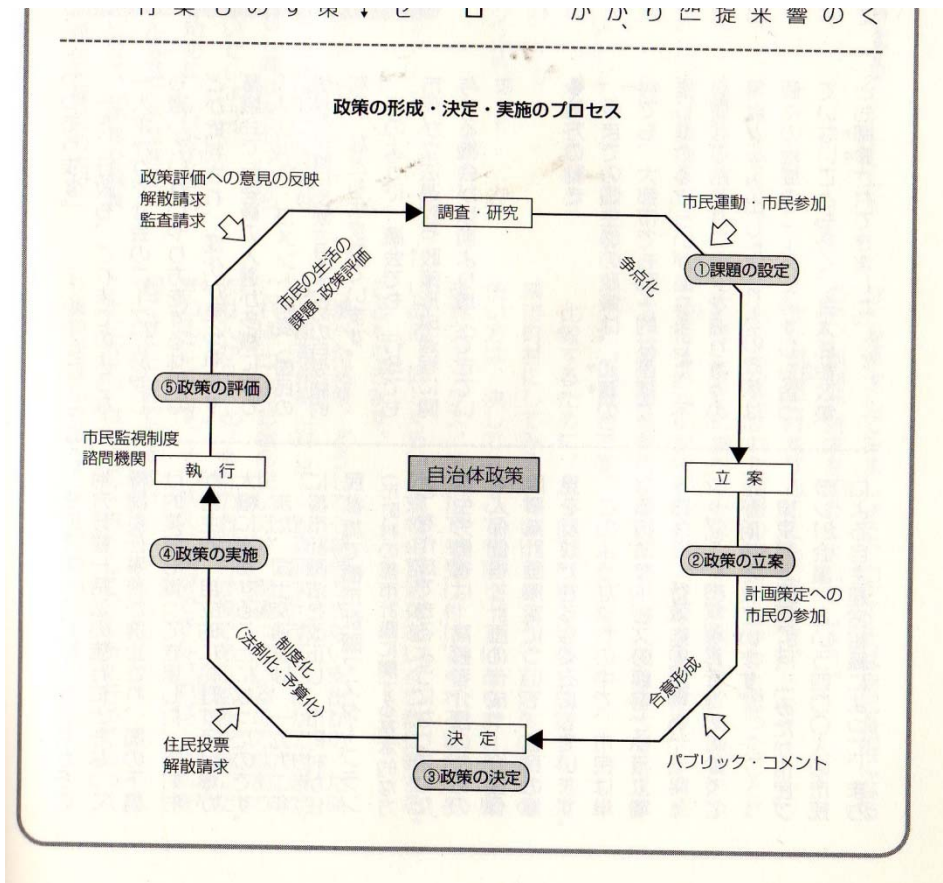 政策の形成・決定・実施のプロセス
政策評価への意見の反映
解散請求
監査請求
調査・研究
市民運動・市民参加
①課題の設定
争点化
市民の生活の
課題・政策評価
⑤政策の評価
市民監視制度
諮問機関
執 行
自治体政策
立 案
④政策の実施
②政策の立案
計画策定への
市民の参加
制度化
（法制化・予算化）
合意形成
住民投票
解散請求
決 定
③政策の決定
パブリック・コメント